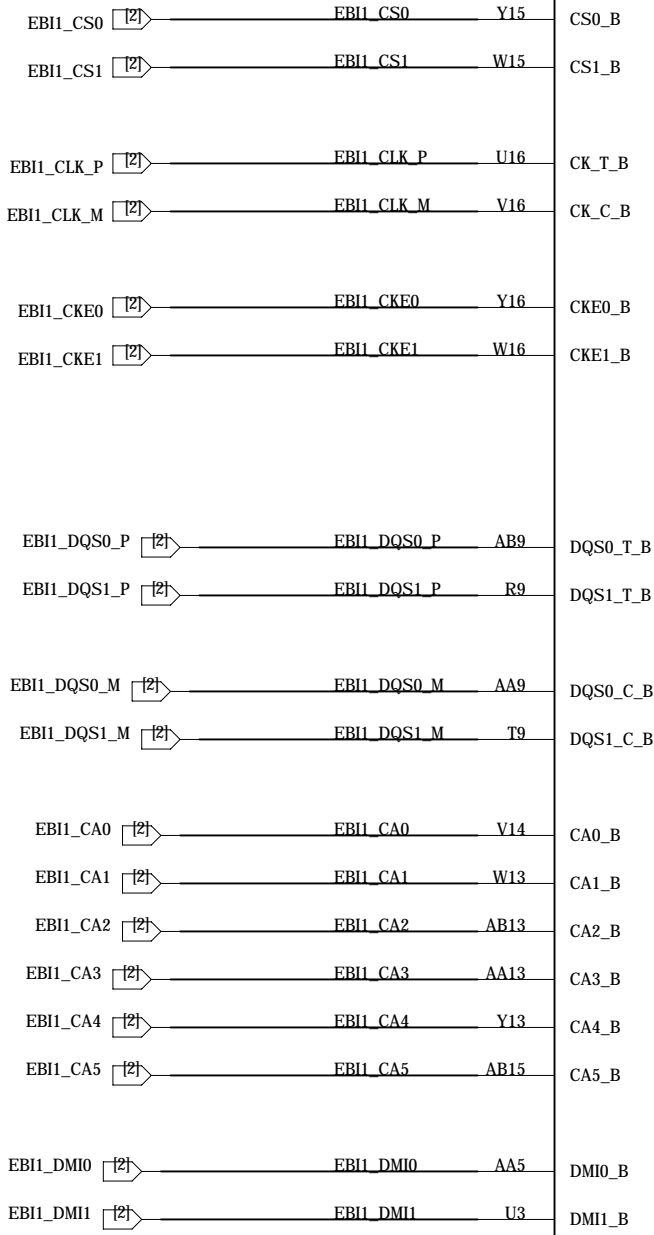 EBI1_CS0 [2] EBI1_CS0 Y15 CS0_B
EBI1_CS1 [2] EBI1_CS1 W15 CS1_B
EBI1_CLK_P [2] EBI1_CLK_P U16 CK_T_B
EBI1_CLK_M [2] EBI1_CLK_M V16 CK_C_B
EBI1_CKE0 [2] EBI1_CKE0 Y16 CKE0_B
EBI1_CKE1 [2] EBI1_CKE1 W16 CKE1_B
EBI1_DQS0_P [2] EBI1_DQS0_P AB9 DQS0_T_B
EBI1_DQS1_P [2] EBI1_DQS1_P R9 DQS1_T_B
EBI1_DQS0_M [2] EBI1_DQS0_M AA9 DQS0_C_B
EBI1_DQS1_M [2] EBI1_DQS1_M T9 DQS1_C_B
EBI1_CA0 [2] EBI1_CA0 V14 CA0_B
EBI1_CA1 [2] EBI1_CA1 W13 CA1_B
EBI1_CA2 [2] EBI1_CA2 AB13 CA2_B
EBI1_CA3 [2] EBI1_CA3 AA13 CA3_B
EBI1_CA4 [2] EBI1_CA4 Y13 CA4_B
EBI1_CA5 [2] EBI1_CA5 AB15 CA5_B
EBI1_DMI0 [2] EBI1_DMI0 AA5 DMI0_B
EBI1_DMI1 [2] EBI1_DMI1 U3 DMI1_B